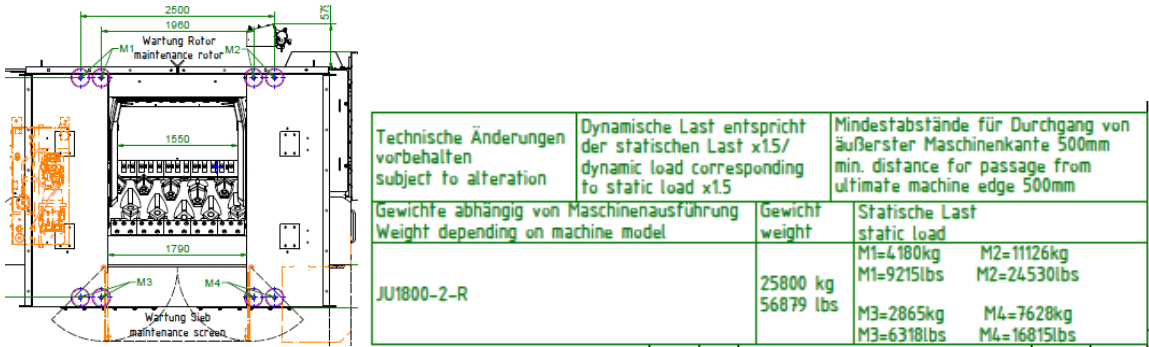 2500
1960
579
Wartung Rotor
maintenance rotor
M1
M2
1550
1790
M3
M4
Wartung Sieb
maintenance screen
Technische Änderungen
vorbehalten
subject to alteration
Dynamische Last entspricht
der statischen Last x1.5/
dynamic load corresponding
to static load x1.5
Mindestabstände für Durchgang von
äußerster Maschinenkante 500mm
min. distance for passage from
ultimate machine edge 500mm
Gewichte abhängig von Maschinenausführung
Weight depending on machine model
Gewicht
weight
Statische Last
static load
JU1800-2-R
25800 kg
56879 lbs
M1=4180kg M2=11126kg
M1=9215lbs M2=24530lbs
M3=2865kg M4=7628kg
M3=6318lbs M4=16815lbs